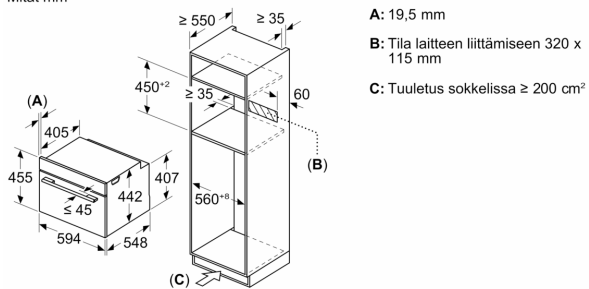 Mitat mm
≥ 550
≥ 35
450⁺²
≥ 35
60
(B)
560⁺⁸
(C)
(A)
405
455
442
407
≤ 45
594
548
A: 19,5 mm
B: Tila laitteen liittämiseen 320 x
115 mm
C: Tuuletus sokkelissa ≥ 200 cm²